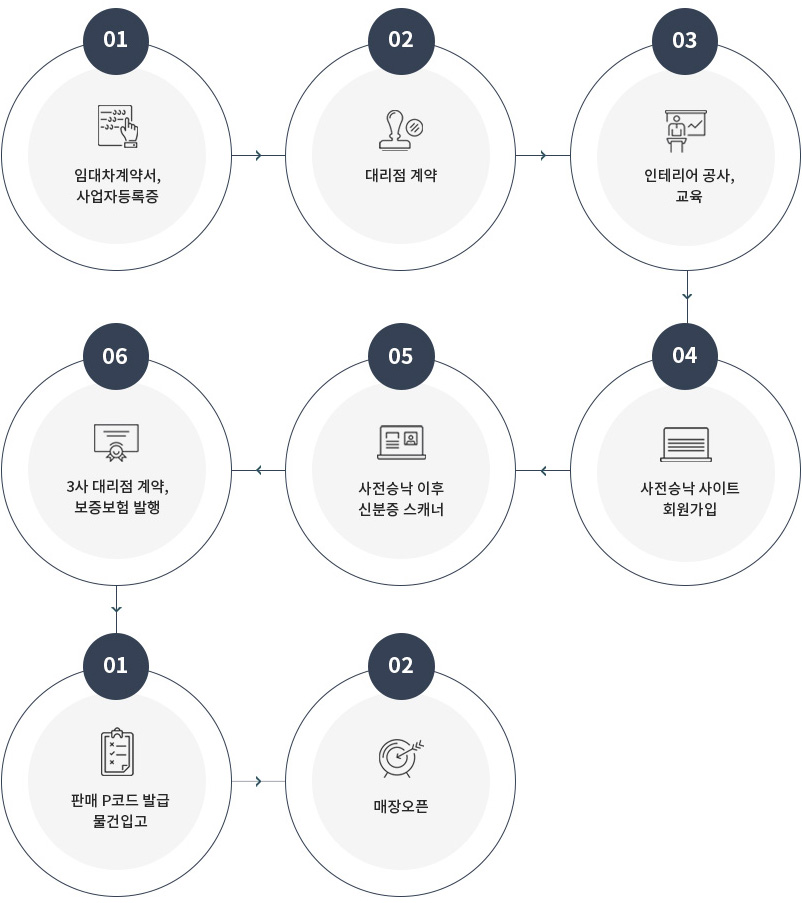 01
임대차계약서,
사업자등록증
02
대리점 계약
03
인테리어 공사,
교육
04
사전승낙 사이트
회원가입
05
사전승낙 이후
신분증 스캐너
06
3사 대리점 계약,
보증보험 발행
01
판매 P코드 발급
물건입고
02
매장오픈